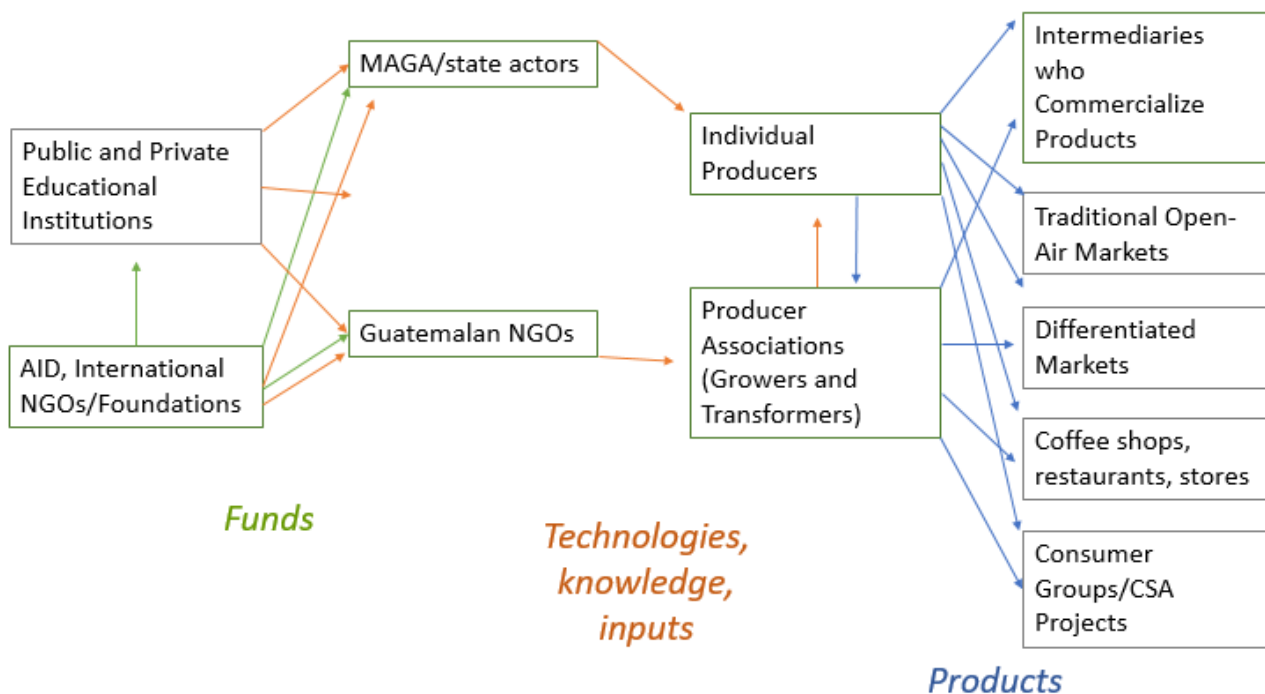 MAGA/state actors
Public and Private
Educational
Institutions
Guatemalan NGOs
AID, International
NGOs/Foundations
Individual
Producers
Producer
Associations
(Growers and
Transformers)
Intermediaries
who
Commercialize
Products
Traditional Open-
Air Markets
Differentiated
Markets
Coffee shops,
restaurants, stores
Consumer
Groups/CSA
Projects
Funds
Technologies,
knowledge,
inputs
Products